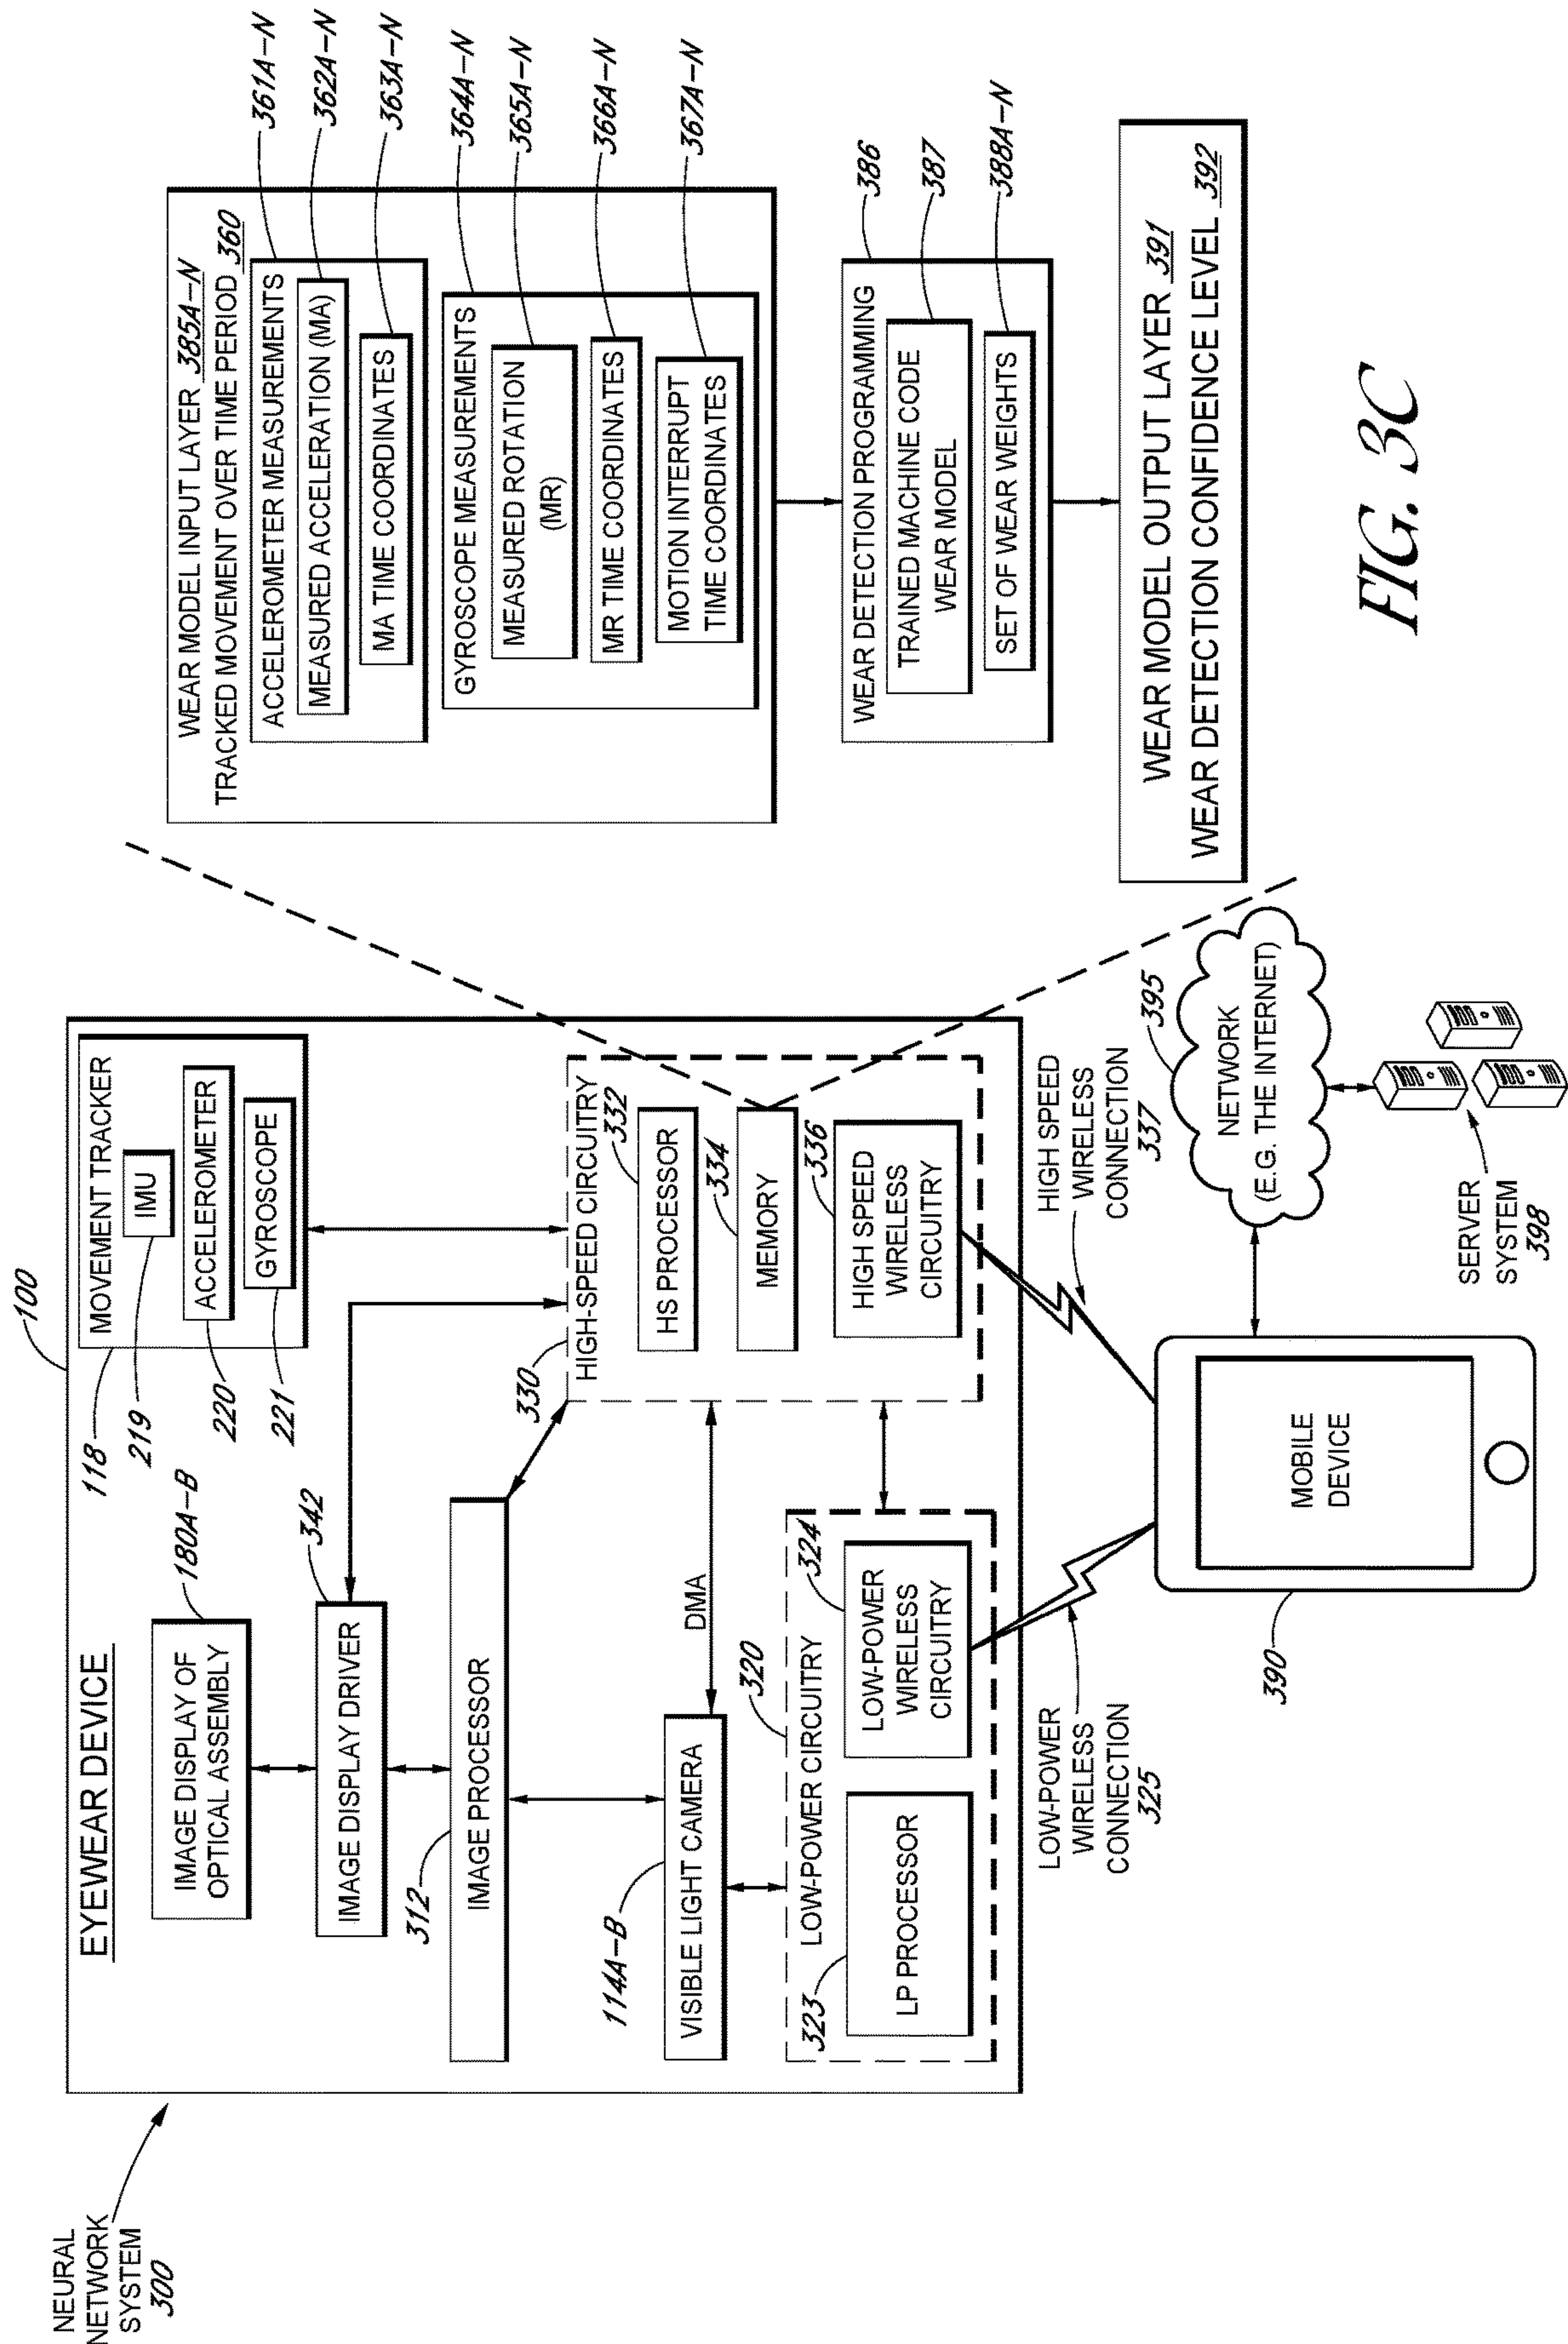 NEURAL
NETWORK
SYSTEM
300
100
EYEWEAR DEVICE
IMAGE DISPLAY OF
OPTICAL ASSEMBLY
180A-B
IMAGE DISPLAY DRIVER
342
312
IMAGE PROCESSOR
114A-B
VISIBLE LIGHT CAMERA
DMA
320
LOW-POWER CIRCUITRY
323
LP PROCESSOR
324
LOW-POWER
WIRELESS
CIRCUITRY
118
MOVEMENT TRACKER
219
IMU
220
ACCELEROMETER
221
GYROSCOPE
330
HIGH-SPEED CIRCUITRY
332
HS PROCESSOR
334
MEMORY
336
HIGH SPEED
WIRELESS
CIRCUITRY
LOW-POWER
WIRELESS
CONNECTION
325
HIGH SPEED
WIRELESS
CONNECTION
337
390
MOBILE
DEVICE
395
NETWORK
(E.G. THE INTERNET)
SERVER
SYSTEM
398
WEAR MODEL INPUT LAYER 385A-N
TRACKED MOVEMENT OVER TIME PERIOD 360
ACCELEROMETER MEASUREMENTS
361A-N
MEASURED ACCELERATION (MA)
362A-N
MA TIME COORDINATES
363A-N
GYROSCOPE MEASUREMENTS
364A-N
MEASURED ROTATION
(MR)
365A-N
MR TIME COORDINATES
366A-N
MOTION INTERRUPT
TIME COORDINATES
367A-N
WEAR DETECTION PROGRAMMING
386
TRAINED MACHINE CODE
WEAR MODEL
387
SET OF WEAR WEIGHTS
388A-N
WEAR MODEL OUTPUT LAYER 391
WEAR DETECTION CONFIDENCE LEVEL 392
FIG. 3C